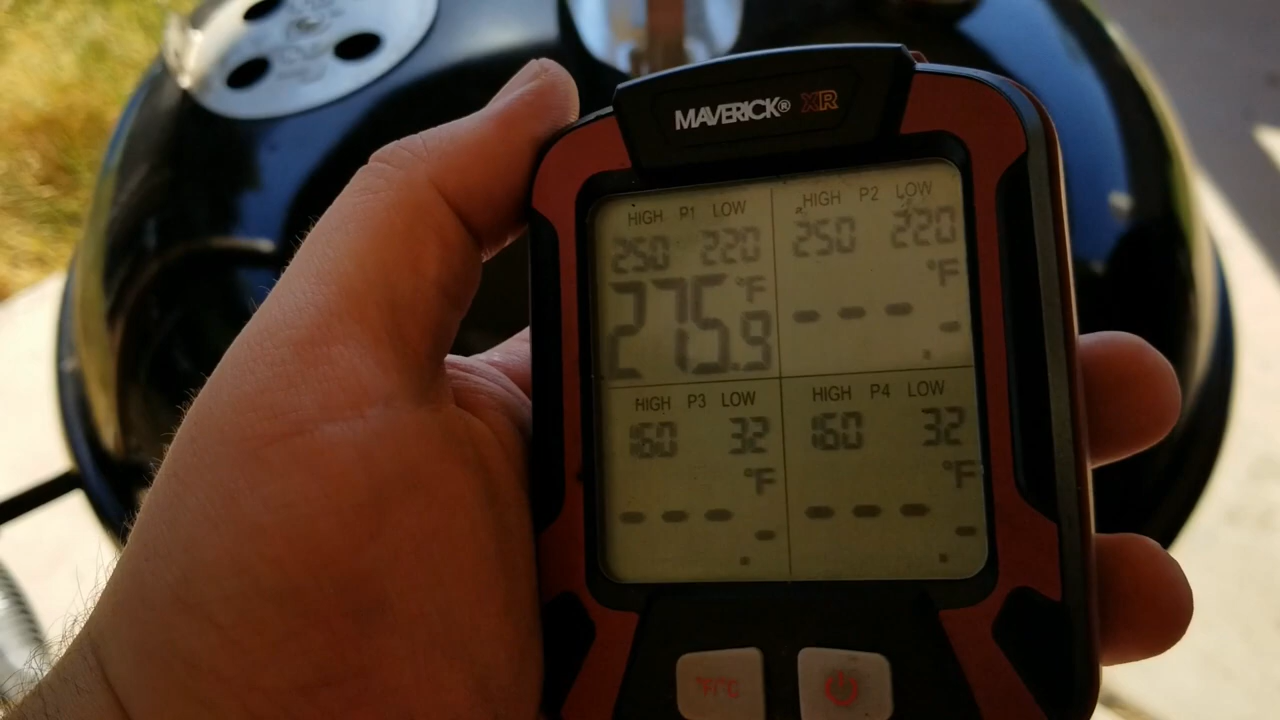 MAVERICK® XR
HIGH P1 LOW
250 220
275.9 °F
HIGH P2 LOW
250 220
°F
- - - . -
HIGH P3 LOW
160 32
°F
- - - . -
HIGH P4 LOW
160 32
°F
- - - . -
°F/°C